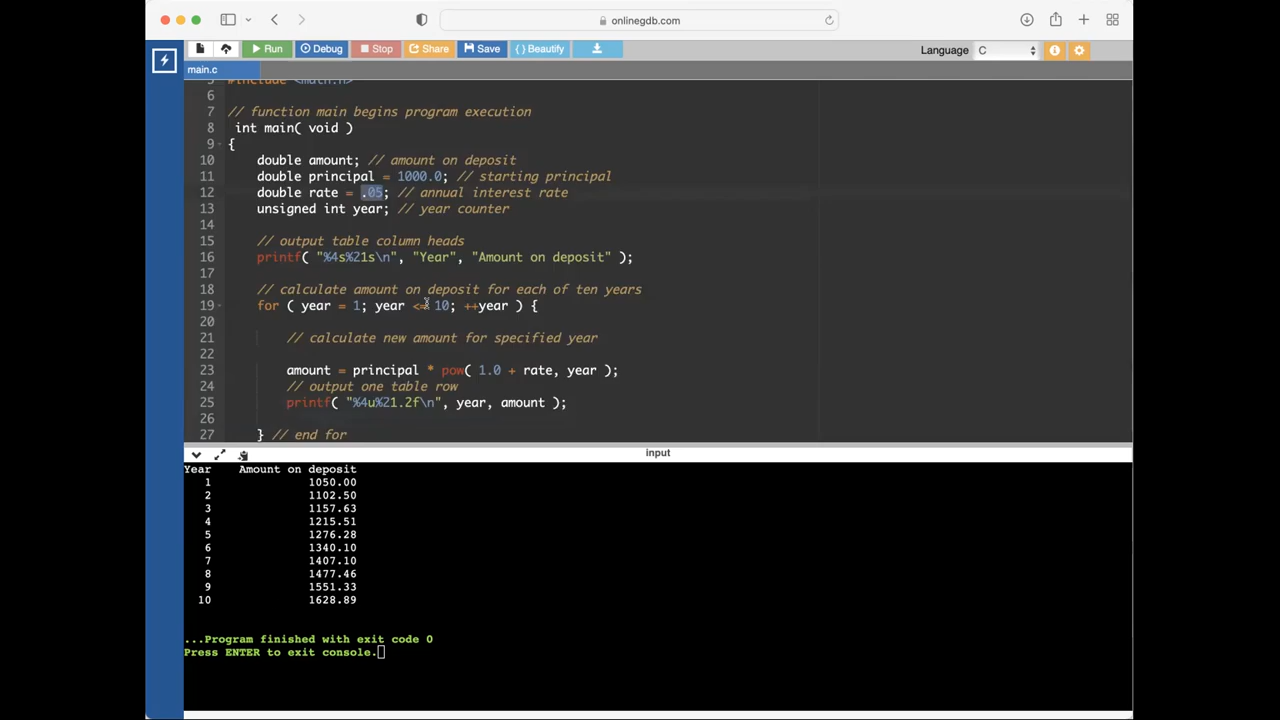 onlinegdb.com
Run Debug Stop Share Save { } Beautify Language C
main.c
5 #include <math.h>
6
7 // function main begins program execution
8 int main( void )
9 {
10 double amount; // amount on deposit
11 double principal = 1000.0; // starting principal
12 double rate = .05; // annual interest rate
13 unsigned int year; // year counter
14
15 // output table column heads
16 printf( "%4s%21s\n", "Year", "Amount on deposit" );
17
18 // calculate amount on deposit for each of ten years
19 for ( year = 1; year <= 10; ++year ) {
20
21 // calculate new amount for specified year
22
23 amount = principal * pow( 1.0 + rate, year );
24 // output one table row
25 printf( "%4u%21.2f\n", year, amount );
26
27 } // end for
input
Year Amount on deposit
1 1050.00
2 1102.50
3 1157.63
4 1215.51
5 1276.28
6 1340.10
7 1407.10
8 1477.46
9 1551.33
10 1628.89
...Program finished with exit code 0
Press ENTER to exit console.